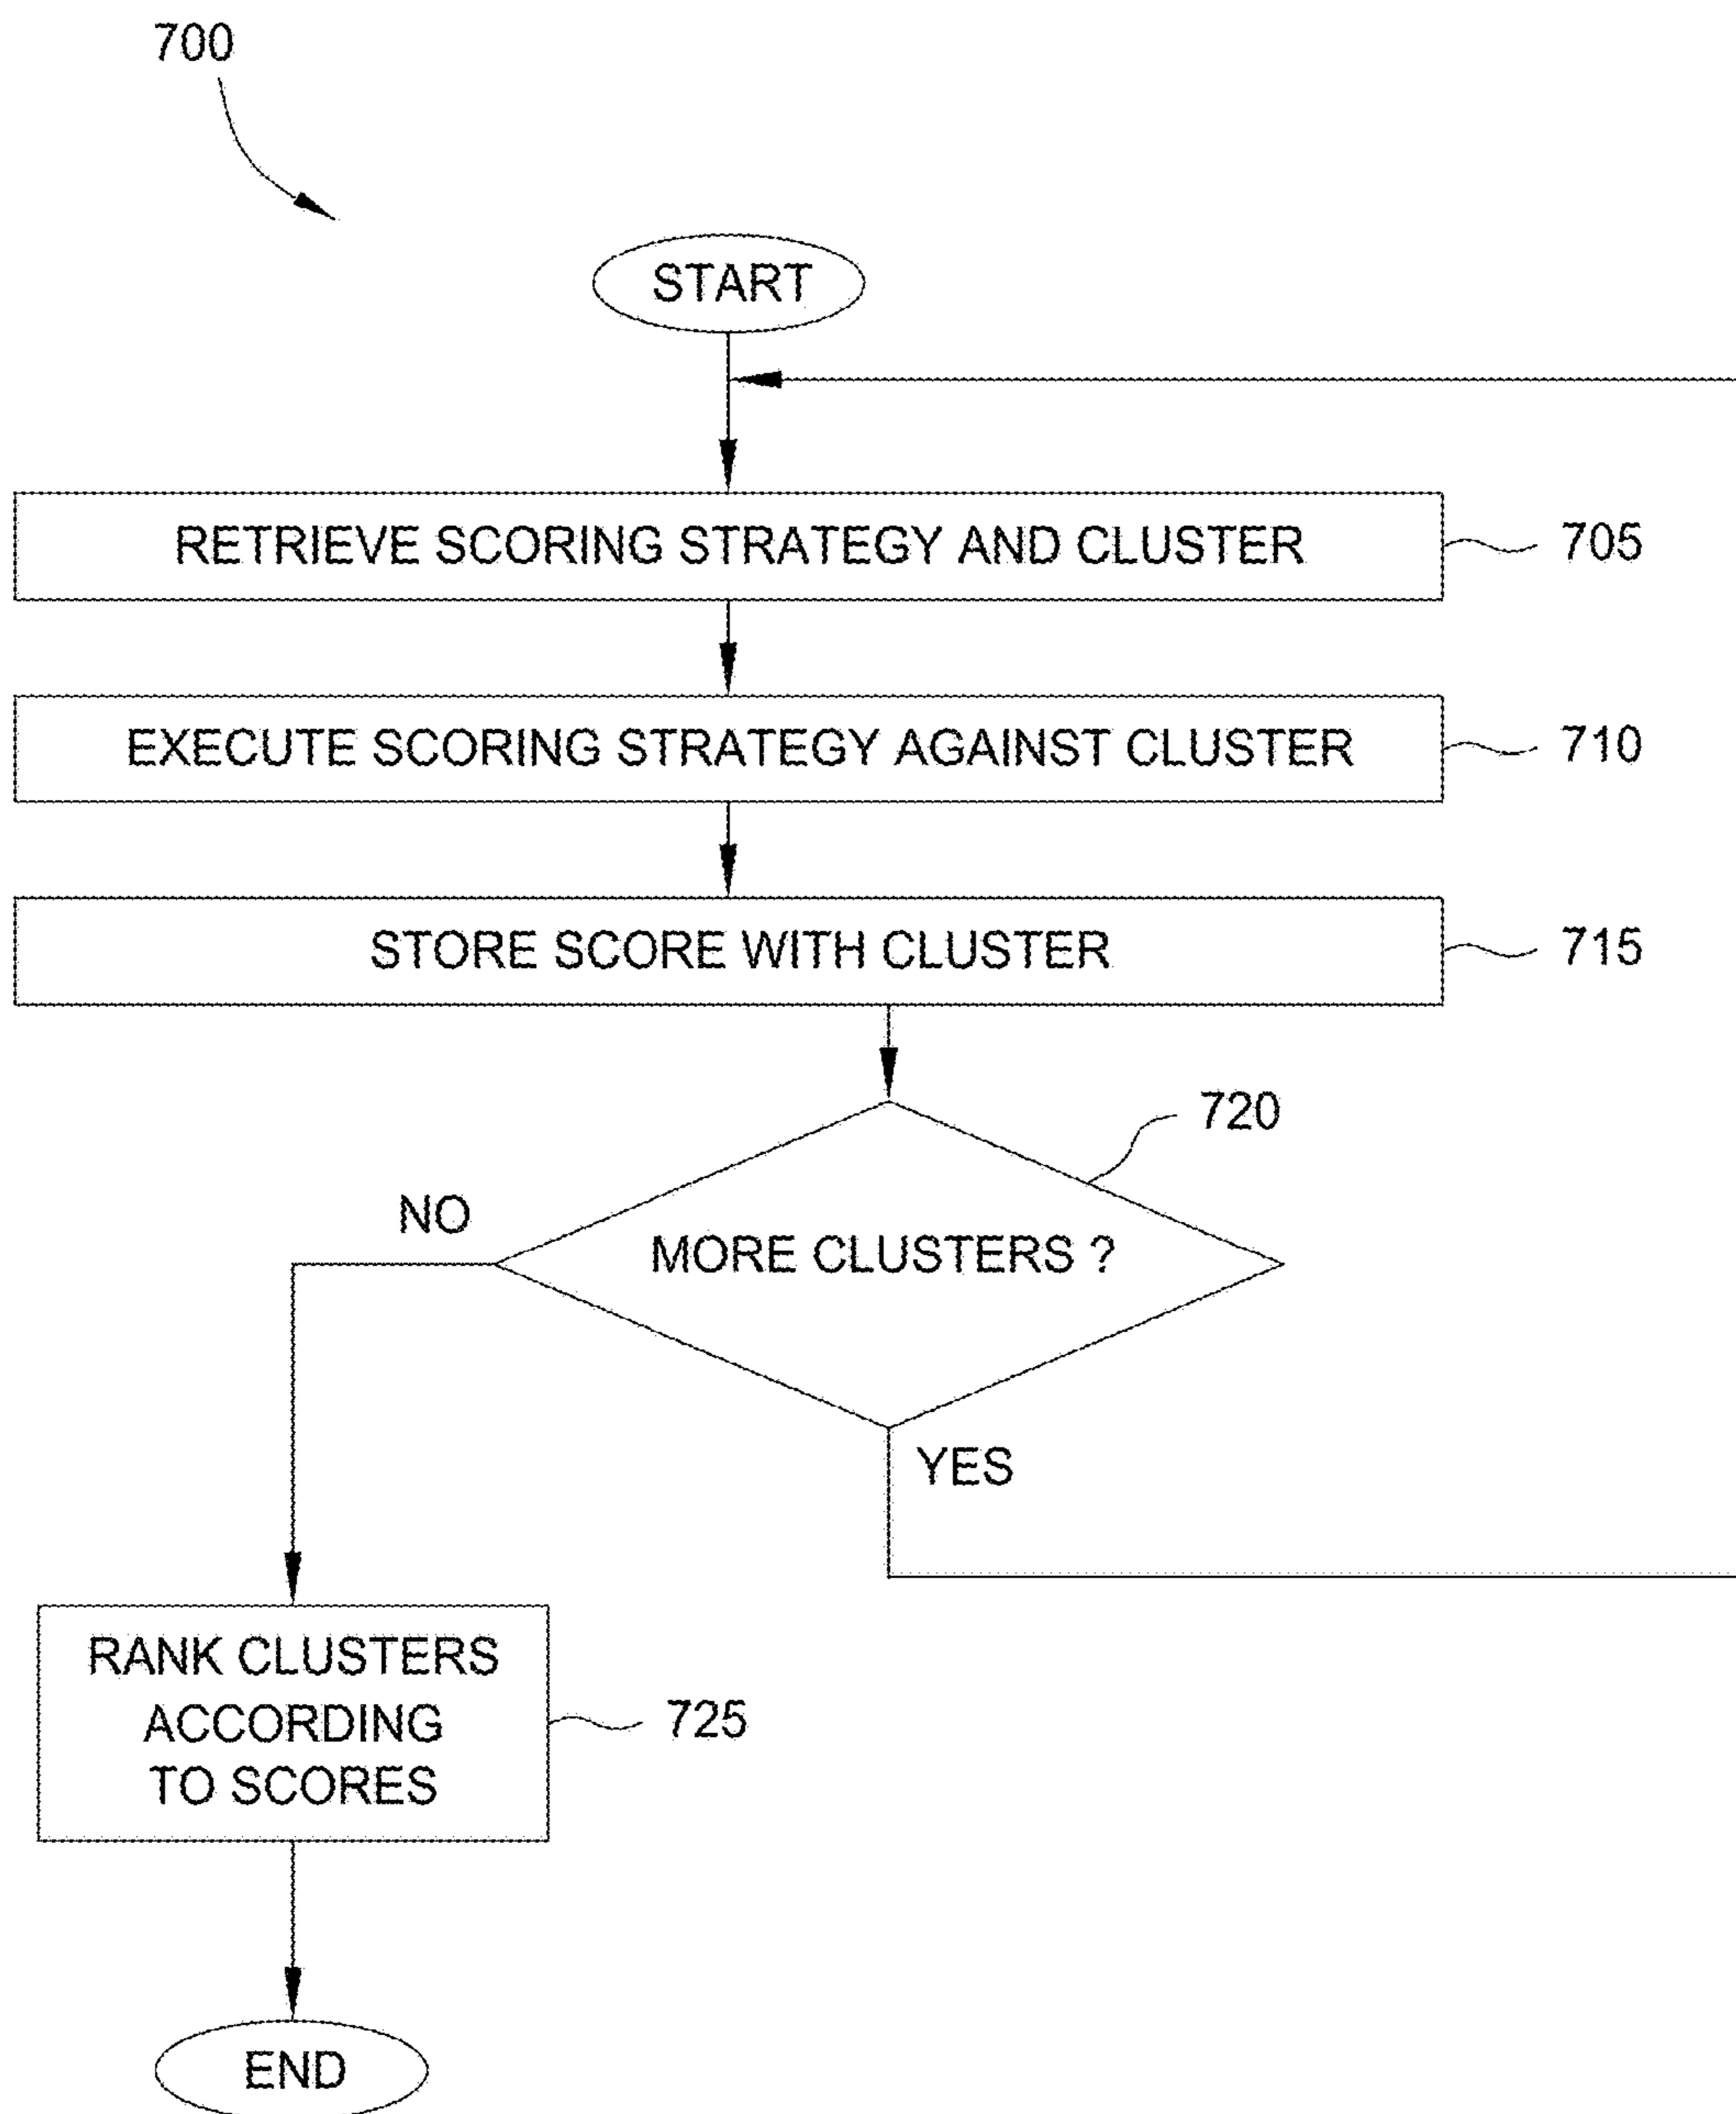 700
START
RETRIEVE SCORING STRATEGY AND CLUSTER
705
EXECUTE SCORING STRATEGY AGAINST CLUSTER
710
STORE SCORE WITH CLUSTER
715
720
NO
MORE CLUSTERS ?
YES
RANK CLUSTERS
ACCORDING
TO SCORES
725
END